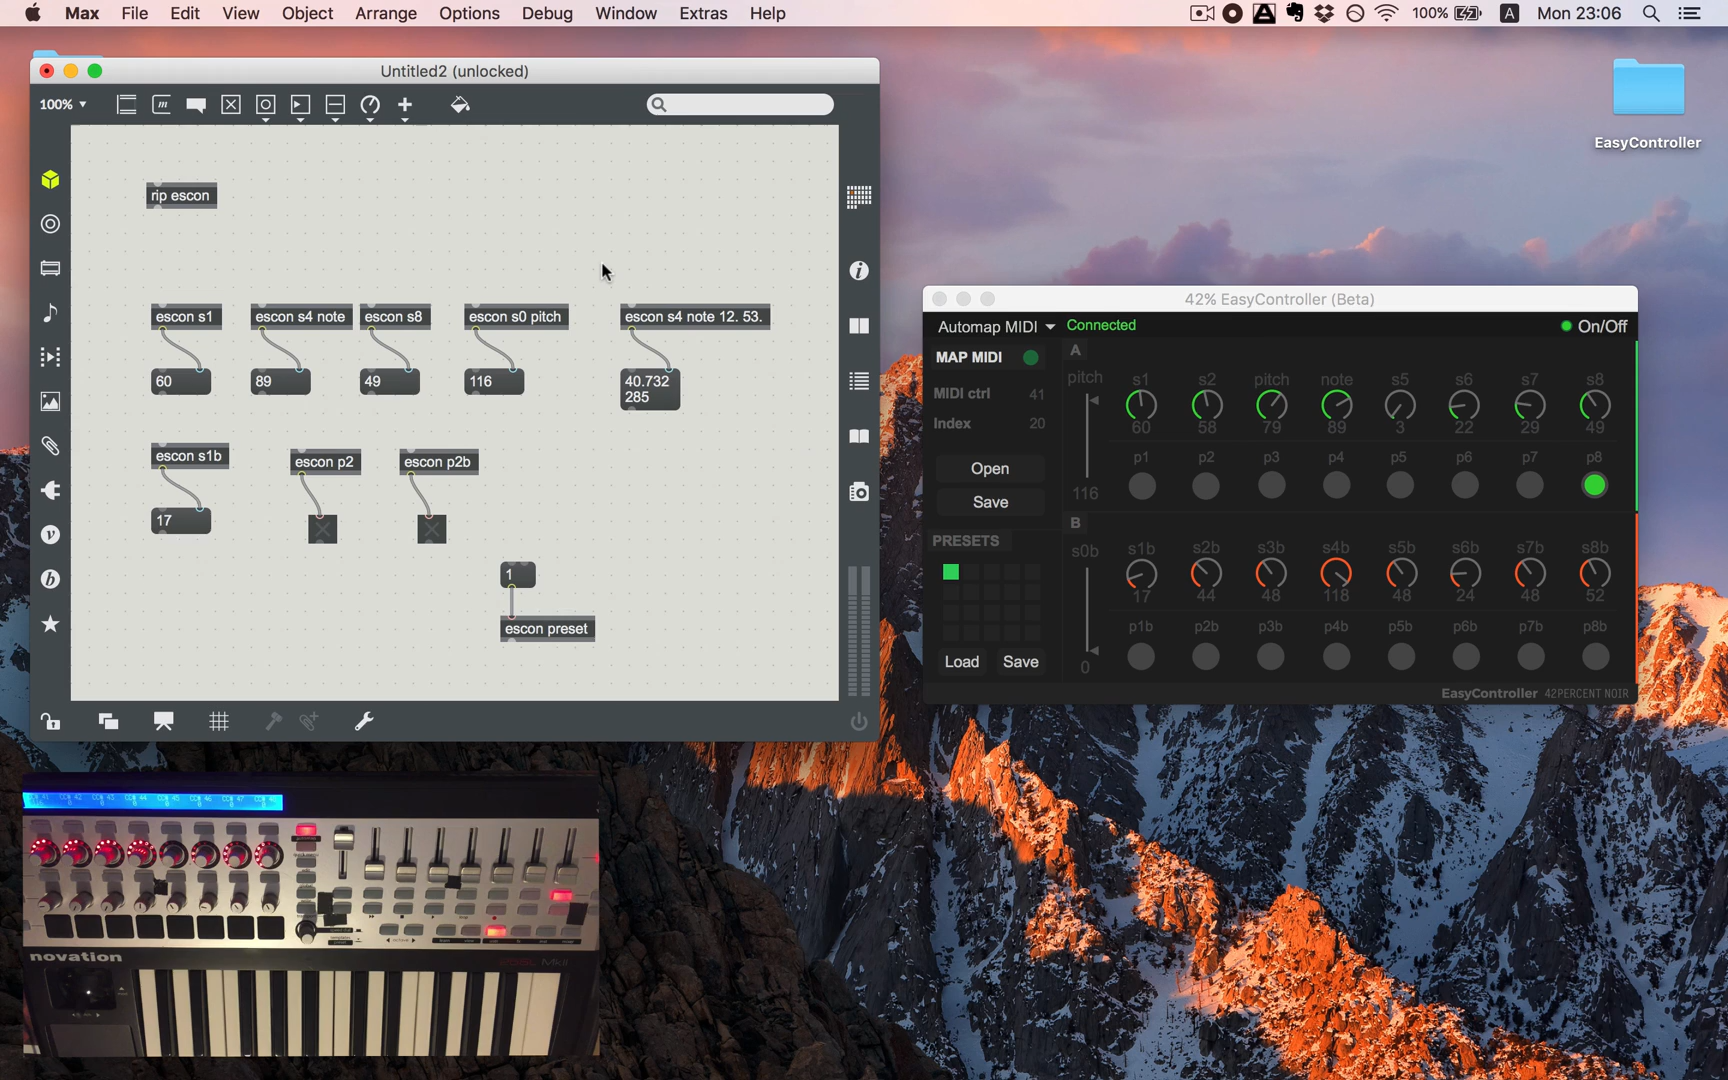 Max File Edit View Object Arrange Options Debug Window Extras Help
100% A Mon 23:06
Untitled2 (unlocked)
100%
m
rip escon
escon s1
escon s4 note
escon s8
escon s0 pitch
escon s4 note 12. 53.
60
89
49
116
40.732
285
escon s1b
escon p2
escon p2b
17
1
escon preset
EasyController
42% EasyController (Beta)
Automap MIDI Connected On/Off
MAP MIDI
MIDI ctrl 41
Index 20
Open
Save
PRESETS
Load Save
A
pitch s1 s2 pitch note s5 s6 s7 s8
60 58 79 89 3 22 29 49
p1 p2 p3 p4 p5 p6 p7 p8
116
B
s0b s1b s2b s3b s4b s5b s6b s7b s8b
17 44 48 118 48 24 48 52
p1b p2b p3b p4b p5b p6b p7b p8b
0
EasyController 42PERCENT NOIR
novation